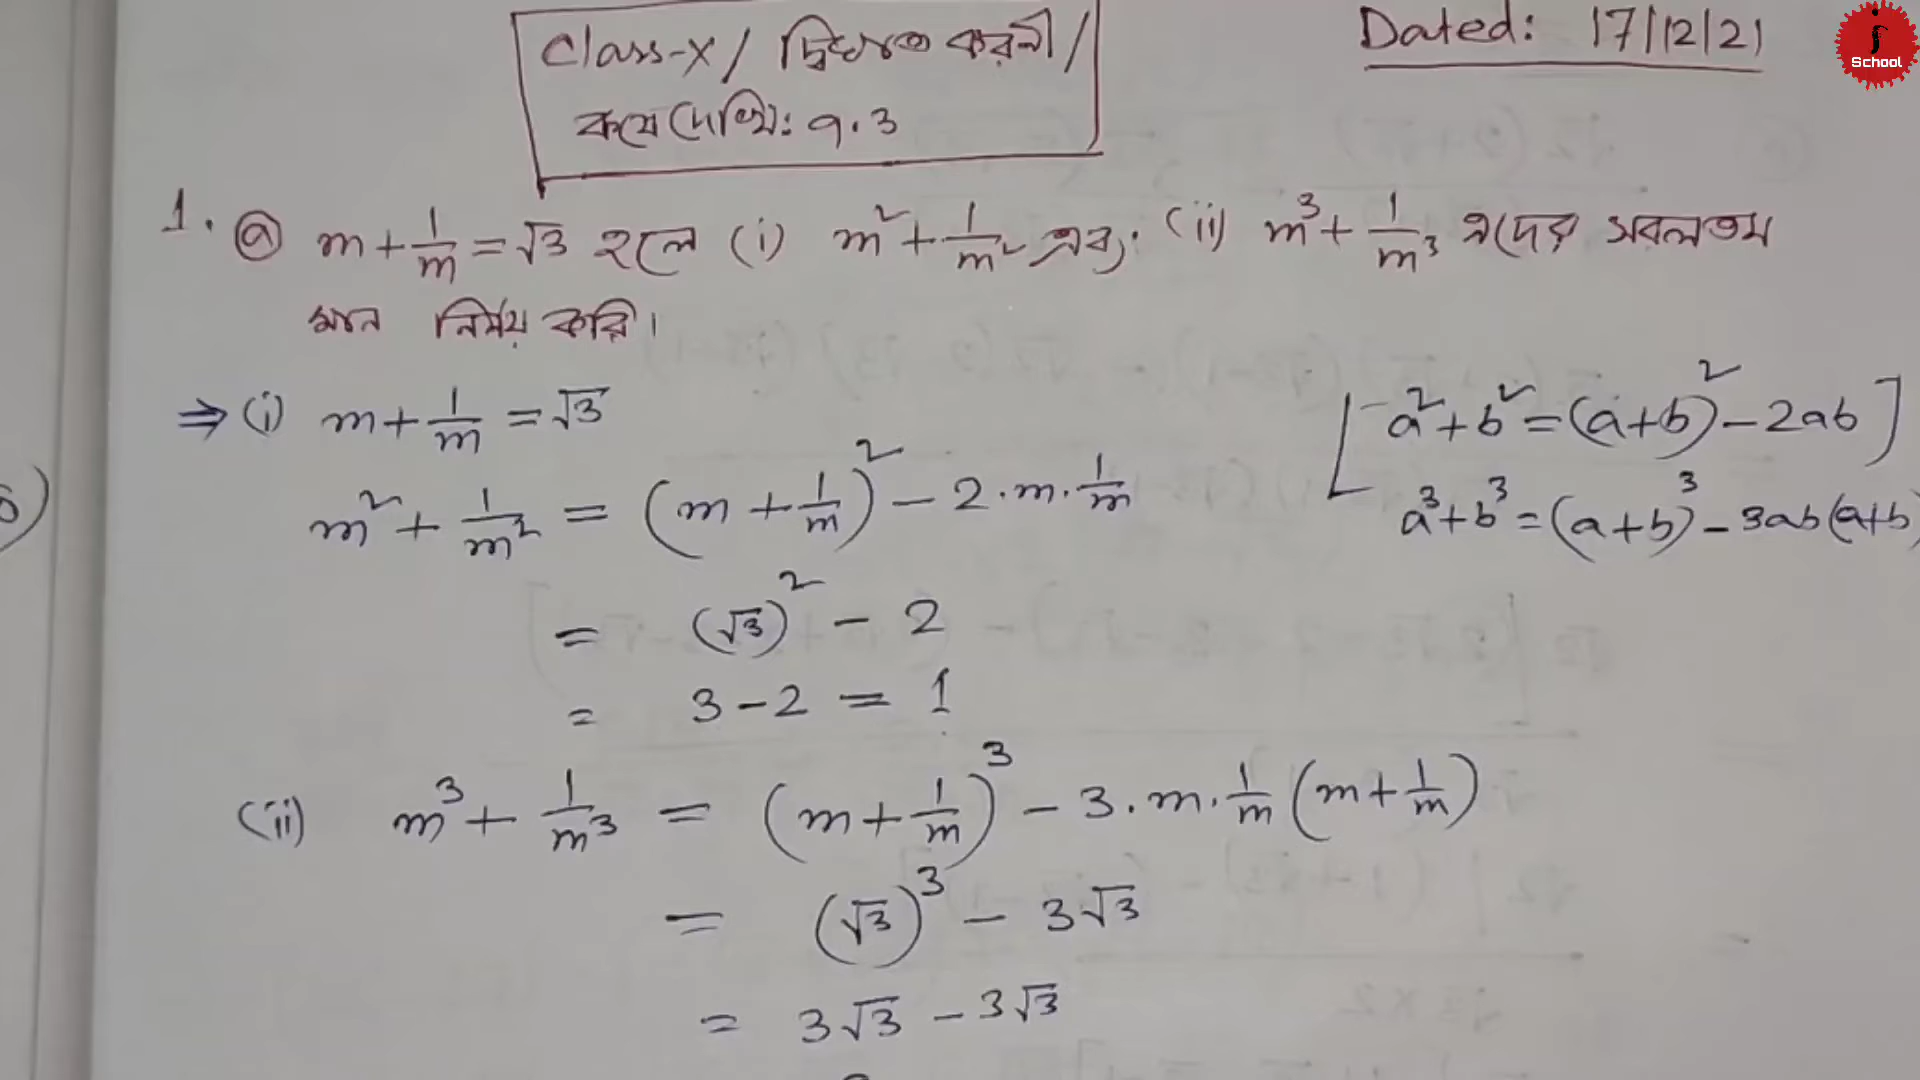 Class-X / দ্বিঘাত করণী /
কষে দেখি: ৯.3
Dated: 17/12/21
School
1. ⓐ m + 1/m = √3 হলে (i) m² + 1/m² এবং (ii) m³ + 1/m³ এদের সরলতম
মান নির্ণয় করি।
⇒ (i) m + 1/m = √3
[a² + b² = (a+b)² - 2ab]
m² + 1/m² = (m + 1/m)² - 2 . m . 1/m
a³ + b³ = (a+b)³ - 3ab(a+b
= (√3)² - 2
= 3 - 2 = 1
(ii) m³ + 1/m³ = (m + 1/m)³ - 3 . m . 1/m (m + 1/m)
= (√3)³ - 3√3
= 3√3 - 3√3